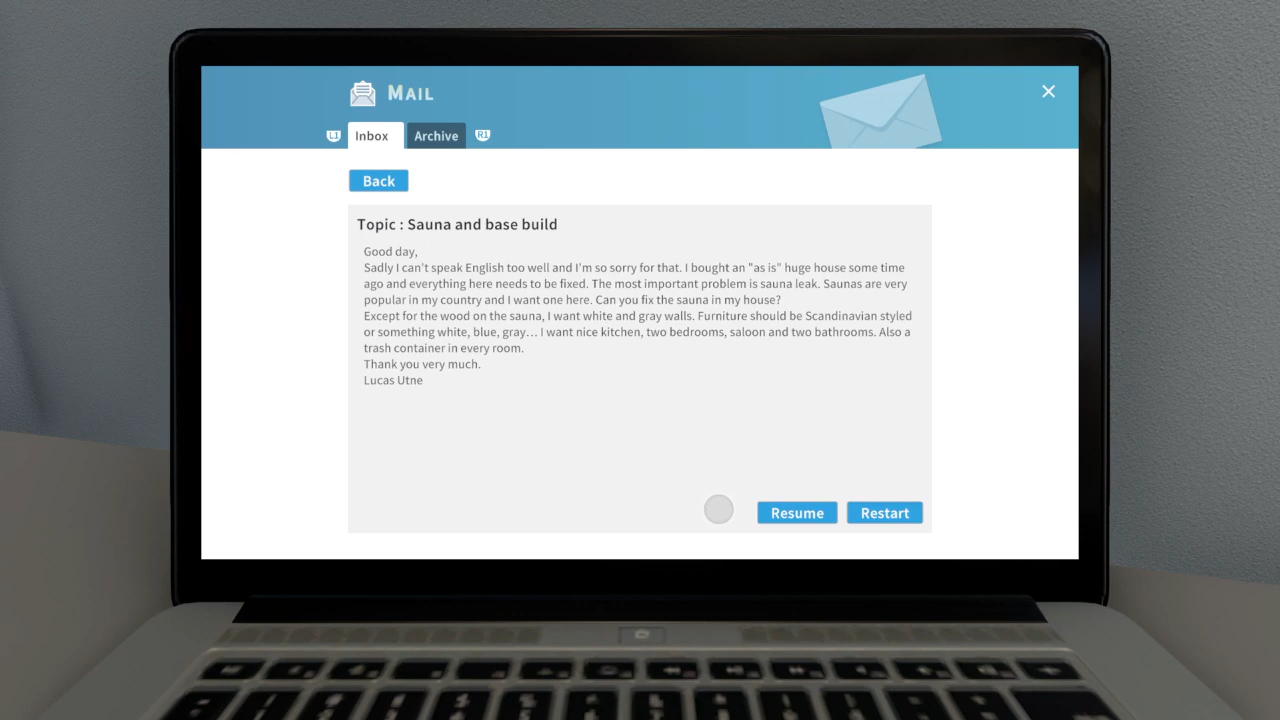 MAIL
L1 Inbox Archive R1
Back
Topic : Sauna and base build
Good day,
Sadly I can't speak English too well and I'm so sorry for that. I bought an "as is" huge house some time
ago and everything here needs to be fixed. The most important problem is sauna leak. Saunas are very
popular in my country and I want one here. Can you fix the sauna in my house?
Except for the wood on the sauna, I want white and gray walls. Furniture should be Scandinavian styled
or something white, blue, gray... I want nice kitchen, two bedrooms, saloon and two bathrooms. Also a
trash container in every room.
Thank you very much.
Lucas Utne
Resume Restart